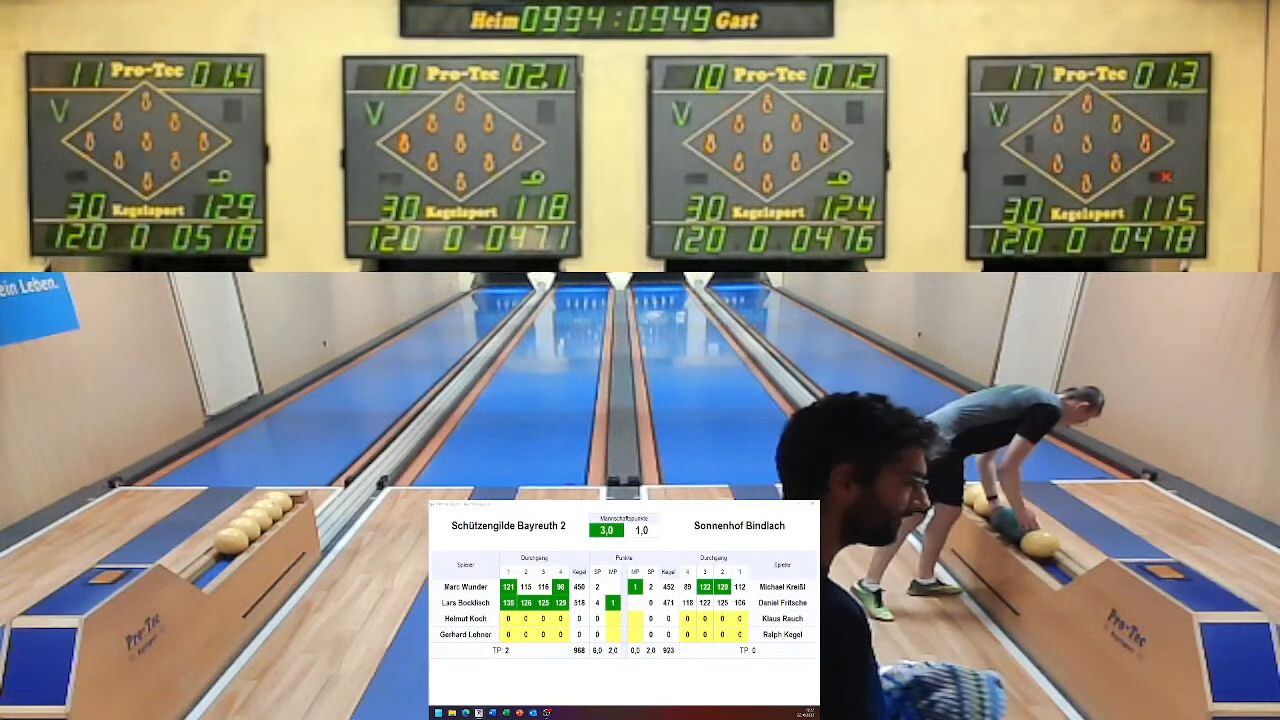 Heim 0994:0949 Gast
11 Pro-Tec 01.4
V
30 Kegelsport 129
120 0 0518
10 Pro-Tec 02.1
V
30 Kegelsport 118
120 0 0471
10 Pro-Tec 01.2
V
30 Kegelsport 124
120 0 0476
17 Pro-Tec 01.3
V
30 Kegelsport 115
120 0 0478
ein Leben.
Pro-Tec
Pro-Tec
Schützengilde Bayreuth 2 Mannschaftspunkte 3,0 1,0 Sonnenhof Bindlach
Durchgang Punkte Durchgang
Spieler 1 2 3 4 Kegel SP MP MP SP Kegel 4 3 2 1 Spieler
Marc Wunder 121 115 116 98 450 2 1 2 452 89 122 129 112 Michael Kreißl
Lars Bocklisch 138 126 125 129 518 4 1 0 471 118 122 125 106 Daniel Fritsche
Helmut Koch 0 0 0 0 0 0 0 0 0 0 0 0 Klaus Rauch
Gerhard Lehner 0 0 0 0 0 0 0 0 0 0 0 0 Ralph Kegel
TP: 2 968 6,0 2,0 0,0 2,0 923 TP: 0